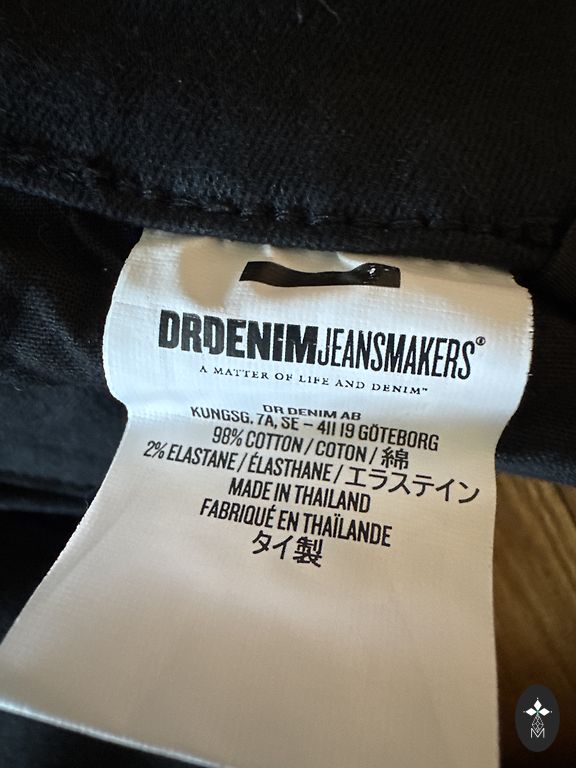 DRDENIMJEANSMAKERS®
A MATTER OF LIFE AND DENIM™
DR DENIM AB
KUNGSG. 7A, SE – 411 19 GÖTEBORG
98% COTTON / COTON / 綿
2% ELASTANE / ÉLASTHANE / エラステイン
MADE IN THAILAND
FABRIQUÉ EN THAÏLANDE
タイ製